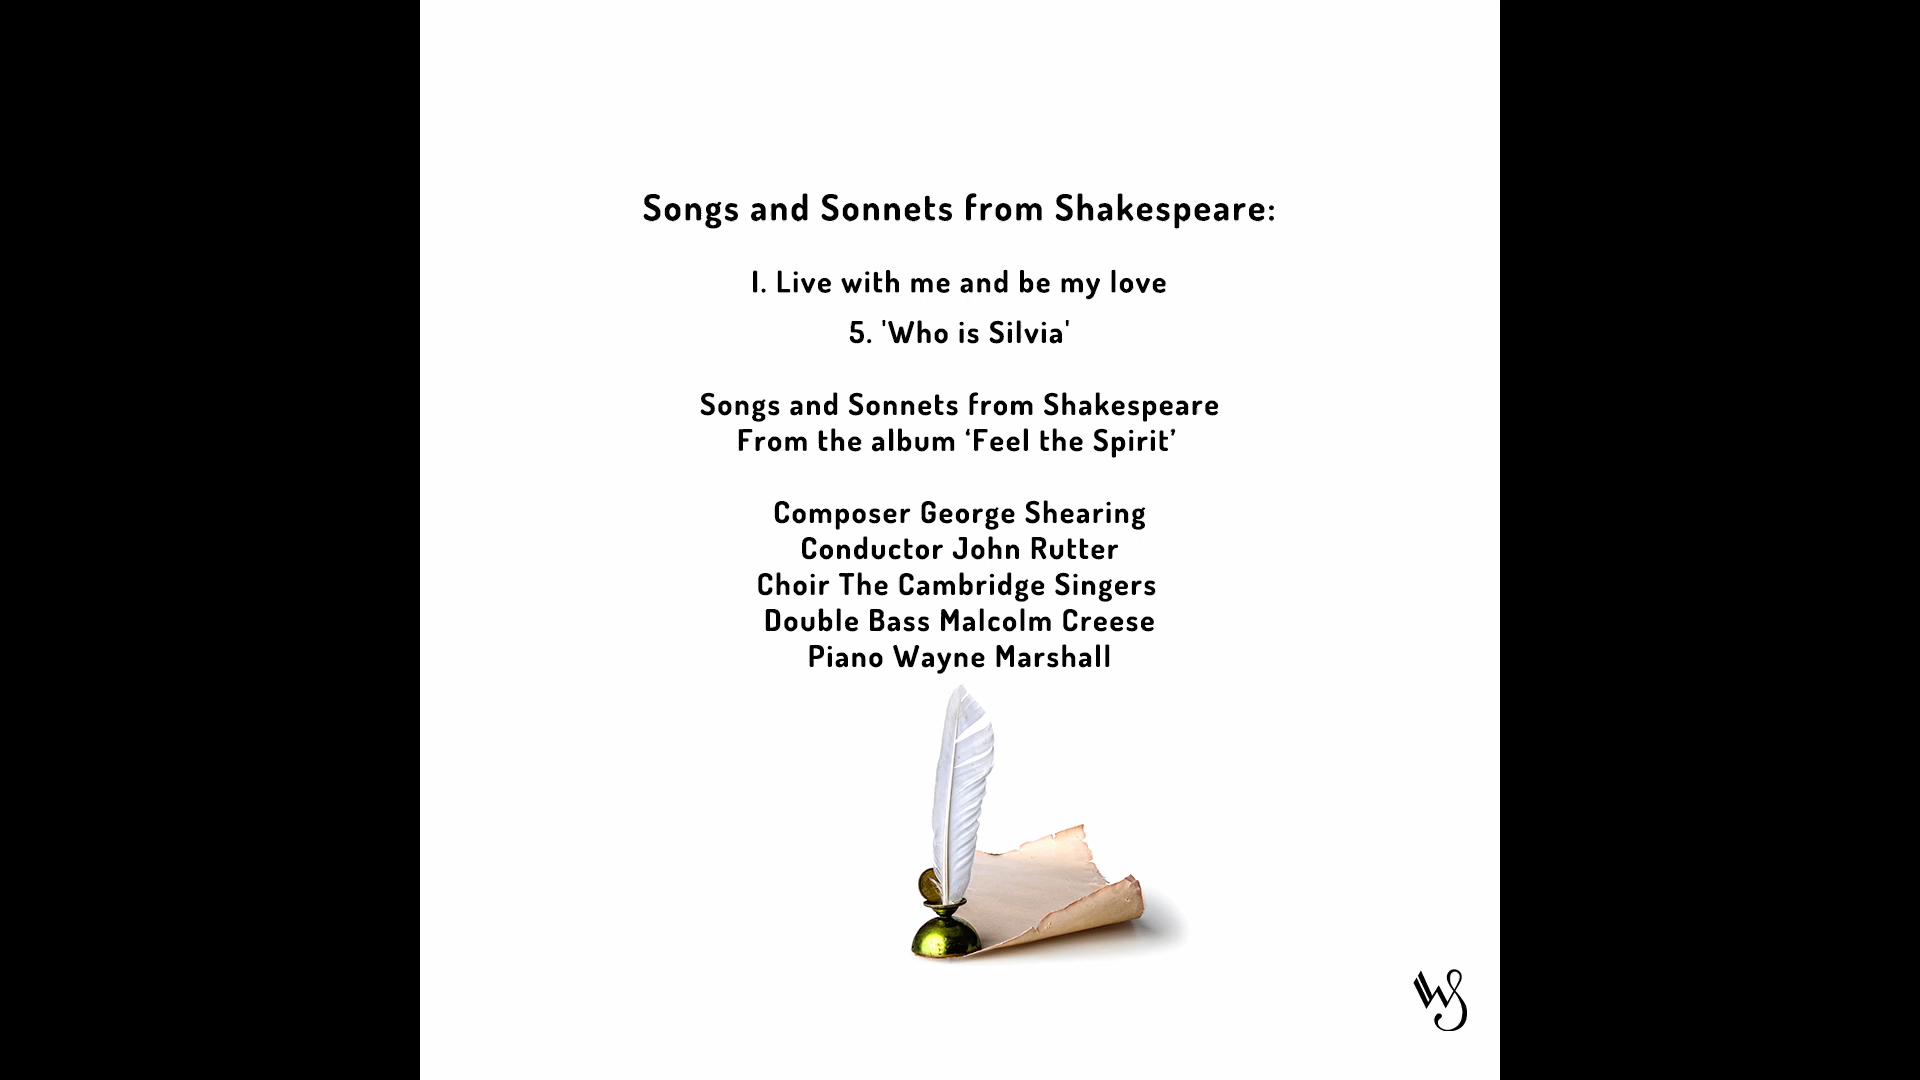 Songs and Sonnets from Shakespeare:
1. Live with me and be my love
5. 'Who is Silvia'
Songs and Sonnets from Shakespeare
From the album ‘Feel the Spirit’
Composer George Shearing
Conductor John Rutter
Choir The Cambridge Singers
Double Bass Malcolm Creese
Piano Wayne Marshall